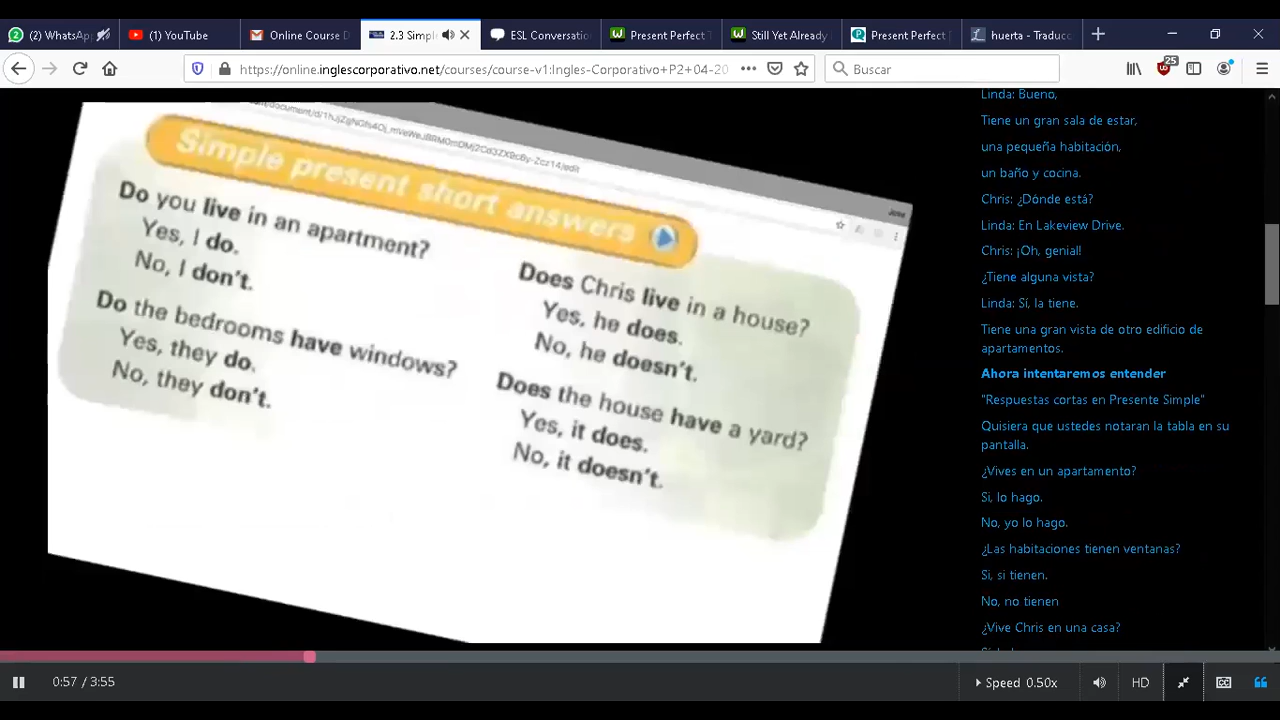 (2) WhatsApp
(1) YouTube
Gmail Online Course D
2.3 Simpl
ESL Conversatio
Present Perfect T
Still Yet Already
Present Perfect
huerta - Traducc
https://online.inglescorporativo.net/courses/course-v1:Ingles-Corporativo+P2+04-20
Buscar
25
Jose
Simple present short answers
Do you live in an apartment?
Yes, I do.
No, I don't.
Do the bedrooms have windows?
Yes, they do.
No, they don't.
Does Chris live in a house?
Yes, he does.
No, he doesn't.
Does the house have a yard?
Yes, it does.
No, it doesn't.
Linda: Bueno,
Tiene un gran sala de estar,
una pequeña habitación,
un baño y cocina.
Chris: ¿Dónde está?
Linda: En Lakeview Drive.
Chris: ¡Oh, genial!
¿Tiene alguna vista?
Linda: Sí, la tiene.
Tiene una gran vista de otro edificio de
apartamentos.
Ahora intentaremos entender
"Respuestas cortas en Presente Simple"
Quisiera que ustedes notaran la tabla en su
pantalla.
¿Vives en un apartamento?
Si, lo hago.
No, yo lo hago.
¿Las habitaciones tienen ventanas?
Si, si tienen.
No, no tienen
¿Vive Chris en una casa?
0:57 / 3:55
Speed 0.50x
HD
CC